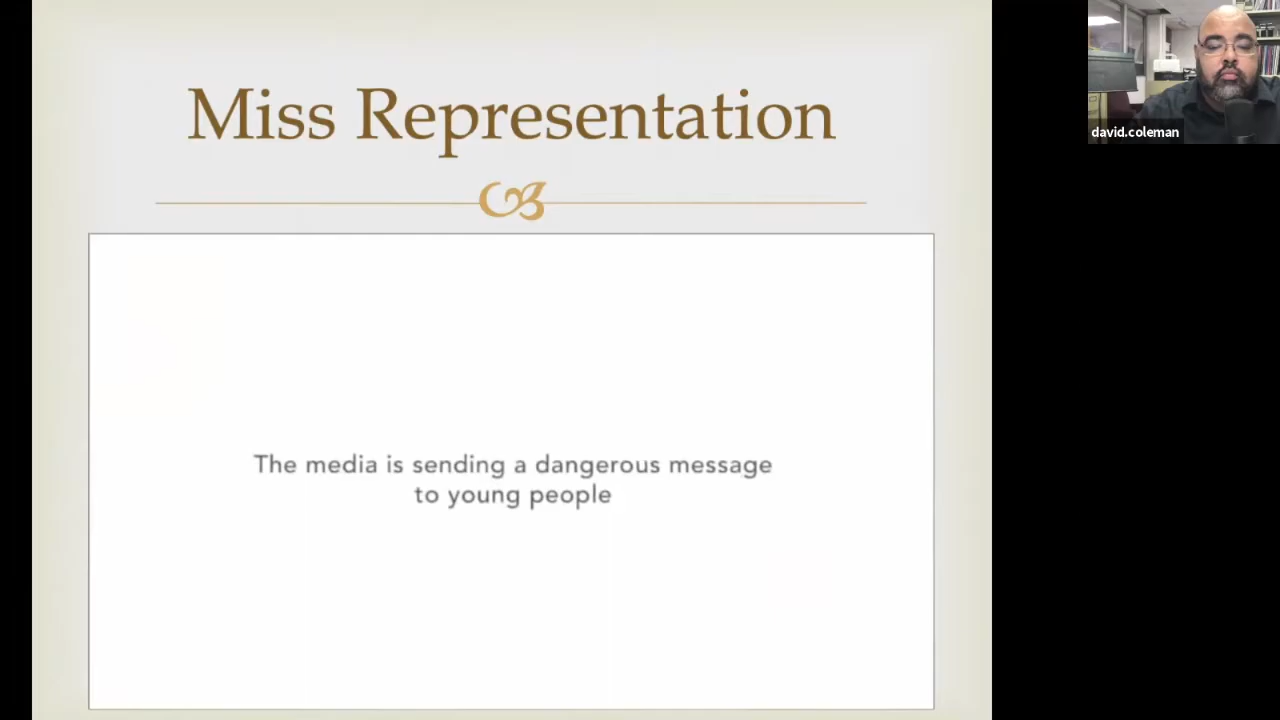 Miss Representation
The media is sending a dangerous message
to young people
david.coleman